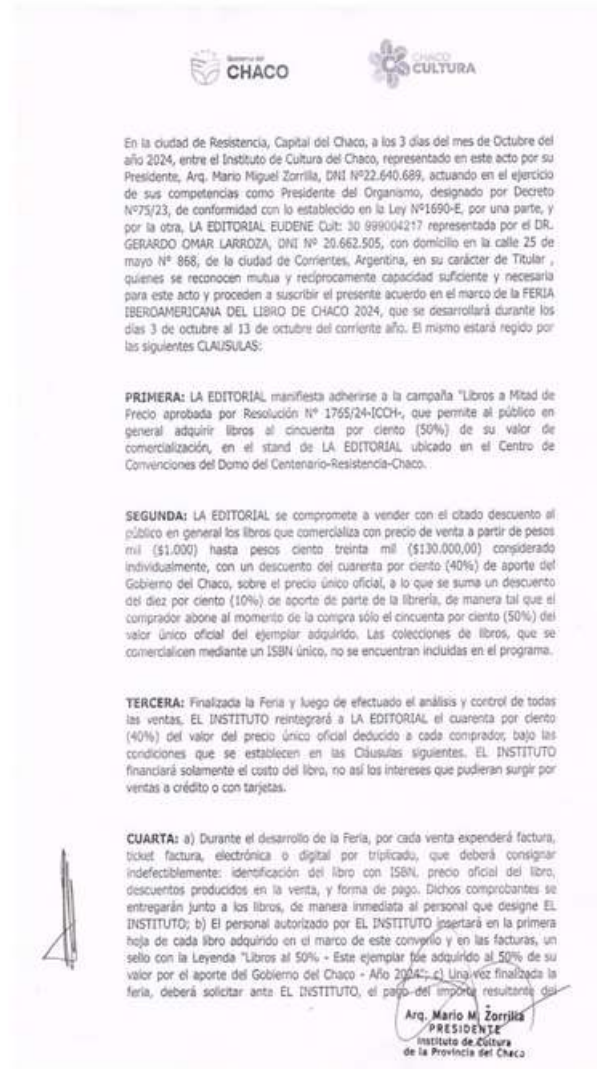 Gobierno del
CHACO
CHACO
CULTURA
En la ciudad de Resistencia, Capital del Chaco, a los 3 días del mes de Octubre del
año 2024, entre el Instituto de Cultura del Chaco, representado en este acto por su
Presidente, Arq. Mario Miguel Zorrilla, DNI Nº22.640.689, actuando en el ejercicio
de sus competencias como Presidente del Organismo, designado por Decreto
Nº75/23, de conformidad con lo establecido en la Ley Nº1690-E, por una parte, y
por la otra, LA EDITORIAL EUDENE Cuit: 30 999004217 representada por el DR.
GERARDO OMAR LARROZA, DNI Nº 20.662.505, con domicilio en la calle 25 de
mayo Nº 868, de la ciudad de Corrientes, Argentina, en su carácter de Titular ,
quienes se reconocen mutua y recíprocamente capacidad suficiente y necesaria
para este acto y proceden a suscribir el presente acuerdo en el marco de la FERIA
IBEROAMERICANA DEL LIBRO DE CHACO 2024, que se desarrollará durante los
días 3 de octubre al 13 de octubre del corriente año. El mismo estará regido por
las siguientes CLAUSULAS:
PRIMERA: LA EDITORIAL manifiesta adherirse a la campaña "Libros a Mitad de
Precio aprobada por Resolución Nº 1765/24-ICCH-, que permite al público en
general adquirir libros al cincuenta por ciento (50%) de su valor de
comercialización, en el stand de LA EDITORIAL ubicado en el Centro de
Convenciones del Domo del Centenario-Resistencia-Chaco.
SEGUNDA: LA EDITORIAL se compromete a vender con el citado descuento al
público en general los libros que comercializa con precio de venta a partir de pesos
mil ($1.000) hasta pesos ciento treinta mil ($130.000,00) considerado
individualmente, con un descuento del cuarenta por ciento (40%) de aporte del
Gobierno del Chaco, sobre el precio único oficial, a lo que se suma un descuento
del diez por ciento (10%) de aporte de parte de la librería, de manera tal que el
comprador abone al momento de la compra sólo el cincuenta por ciento (50%) del
valor único oficial del ejemplar adquirido. Las colecciones de libros, que se
comercialicen mediante un ISBN único, no se encuentran incluidas en el programa.
TERCERA: Finalizada la Feria y luego de efectuado el análisis y control de todas
las ventas, EL INSTITUTO reintegrará a LA EDITORIAL el cuarenta por ciento
(40%) del valor del precio único oficial deducido a cada comprador, bajo las
condiciones que se establecen en las Cláusulas siguientes. EL INSTITUTO
financiará solamente el costo del libro, no así los intereses que pudieran surgir por
ventas a crédito o con tarjetas.
CUARTA: a) Durante el desarrollo de la Feria, por cada venta expenderá factura,
ticket factura, electrónica o digital por triplicado, que deberá consignar
indefectiblemente: identificación del libro con ISBN, precio oficial del libro,
descuentos producidos en la venta, y forma de pago. Dichos comprobantes se
entregarán junto a los libros, de manera inmediata al personal que designe EL
INSTITUTO; b) El personal autorizado por EL INSTITUTO insertará en la primera
hoja de cada libro adquirido en el marco de este convenio y en las facturas, un
sello con la Leyenda "Libros al 50% - Este ejemplar fue adquirido al 50% de su
valor por el aporte del Gobierno del Chaco - Año 2024"; c) Una vez finalizada la
feria, deberá solicitar ante EL INSTITUTO, el pago del importe resultante del
Arq. Mario M. Zorrilla
PRESIDENTE
Instituto de Cultura
de la Provincia del Chaco